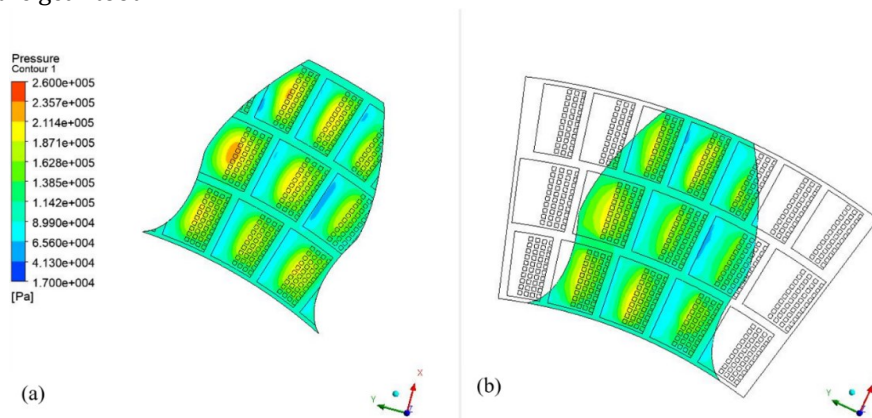 Pressure
Contour 1
2.600e+005
2.357e+005
2.114e+005
1.871e+005
1.628e+005
1.385e+005
1.142e+005
8.990e+004
6.560e+004
4.130e+004
1.700e+004
[Pa]
(a)
Y
X
Z
(b)
Y